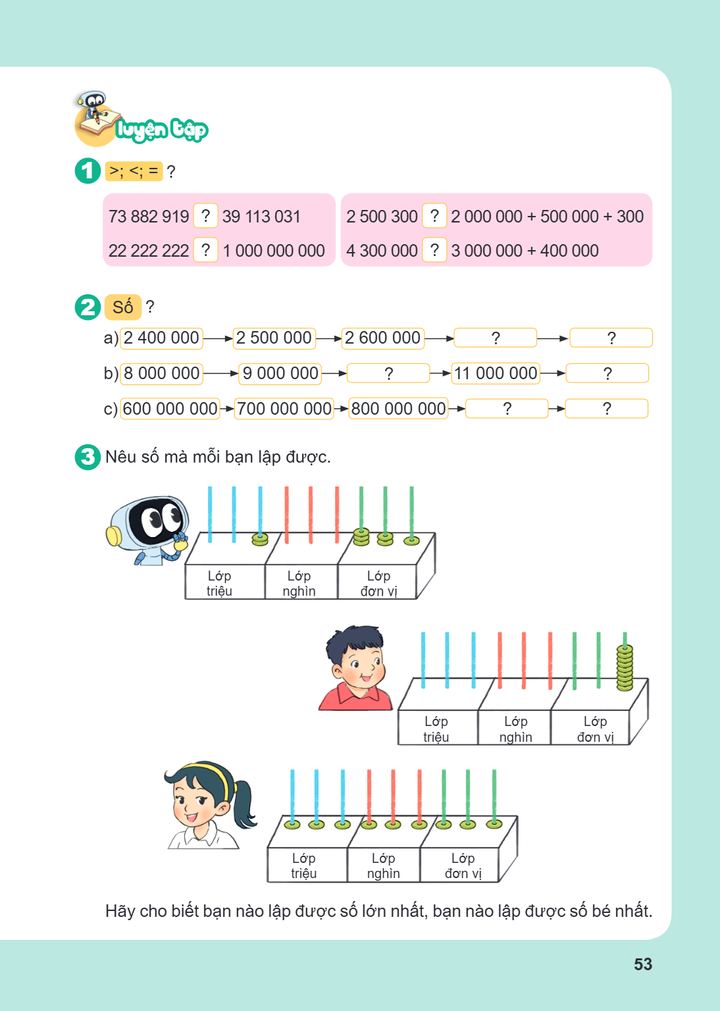 luyện tập
1 >; <; = ?
73 882 919 ? 39 113 031
22 222 222 ? 1 000 000 000
2 500 300 ? 2 000 000 + 500 000 + 300
4 300 000 ? 3 000 000 + 400 000
2 Số ?
a) 2 400 000 → 2 500 000 → 2 600 000 → ? → ?
b) 8 000 000 → 9 000 000 → ? → 11 000 000 → ?
c) 600 000 000 → 700 000 000 → 800 000 000 → ? → ?
3 Nêu số mà mỗi bạn lập được.
Lớp triệu
Lớp nghìn
Lớp đơn vị
Lớp triệu
Lớp nghìn
Lớp đơn vị
Lớp triệu
Lớp nghìn
Lớp đơn vị
Hãy cho biết bạn nào lập được số lớn nhất, bạn nào lập được số bé nhất.
53